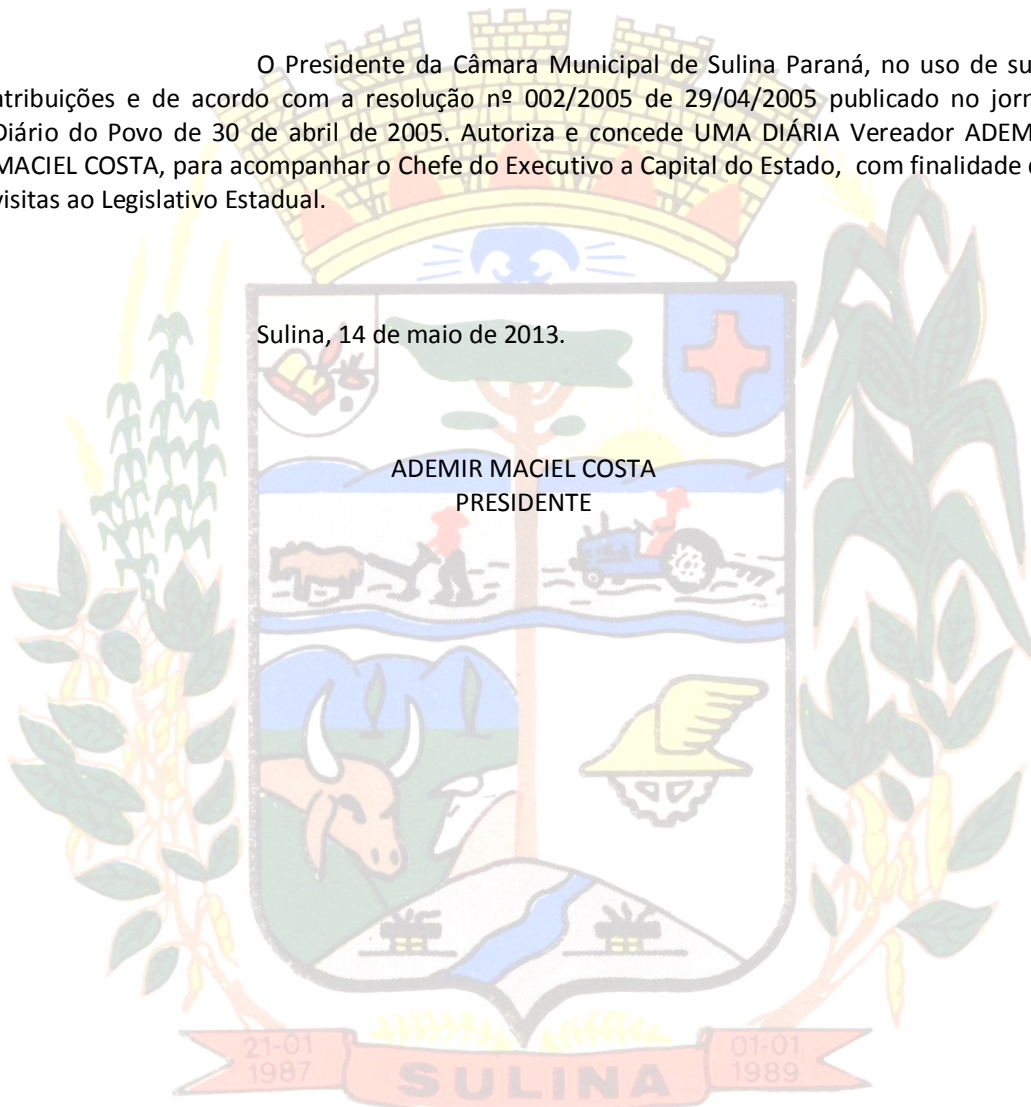 O Presidente da Câmara Municipal de Sulina Paraná, no uso de su
atribuições e de acordo com a resolução nº 002/2005 de 29/04/2005 publicado no jorn
Diário do Povo de 30 de abril de 2005. Autoriza e concede UMA DIÁRIA Vereador ADEM
MACIEL COSTA, para acompanhar o Chefe do Executivo a Capital do Estado, com finalidade
visitas ao Legislativo Estadual.
Sulina, 14 de maio de 2013.
ADEMIR MACIEL COSTA
PRESIDENTE
21-01
1987
SULINA
01-01
1989